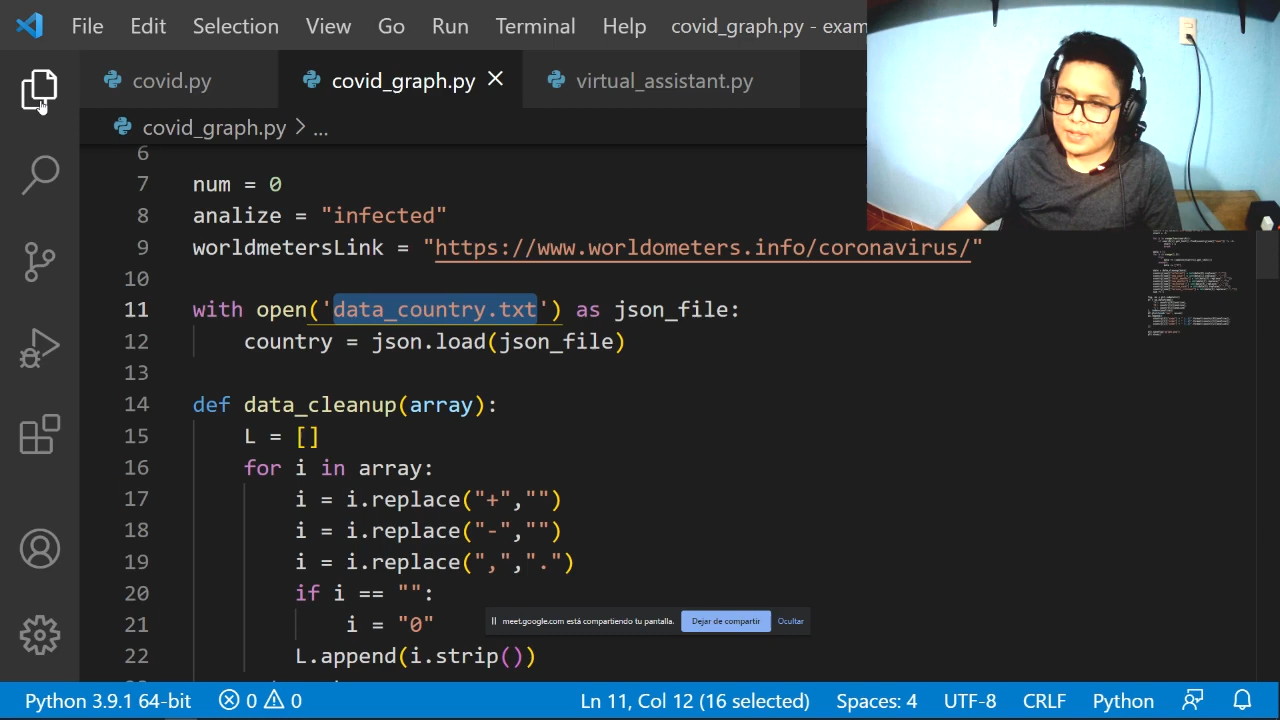 File Edit Selection View Go Run Terminal Help covid_graph.py - exam
covid.py covid_graph.py virtual_assistant.py
covid_graph.py > ...
6
7 num = 0
8 analize = "infected"
9 worldmetersLink = "https://www.worldometers.info/coronavirus/"
10
11 with open('data_country.txt') as json_file:
12 country = json.load(json_file)
13
14 def data_cleanup(array):
15 L = []
16 for i in array:
17 i = i.replace("+","")
18 i = i.replace("-","")
19 i = i.replace(",",".")
20 if i == "":
21 i = "0"
meet.google.com está compartiendo tu pantalla. Dejar de compartir Ocultar
22 L.append(i.strip())
Python 3.9.1 64-bit 0 0 Ln 11, Col 12 (16 selected) Spaces: 4 UTF-8 CRLF Python